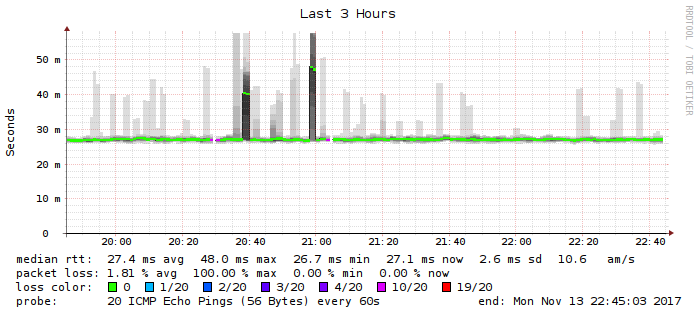 Last 3 Hours
RRDTOOL / TOBI OETIKER
Seconds
50 m
40 m
30 m
20 m
10 m
0
20:00 20:20 20:40 21:00 21:20 21:40 22:00 22:20 22:40
median rtt: 27.4 ms avg 48.0 ms max 26.7 ms min 27.1 ms now 2.6 ms sd 10.6 am/s
packet loss: 1.81 % avg 100.00 % max 0.00 % min 0.00 % now
loss color: 0 1/20 2/20 3/20 4/20 10/20 19/20
probe: 20 ICMP Echo Pings (56 Bytes) every 60s end: Mon Nov 13 22:45:03 2017